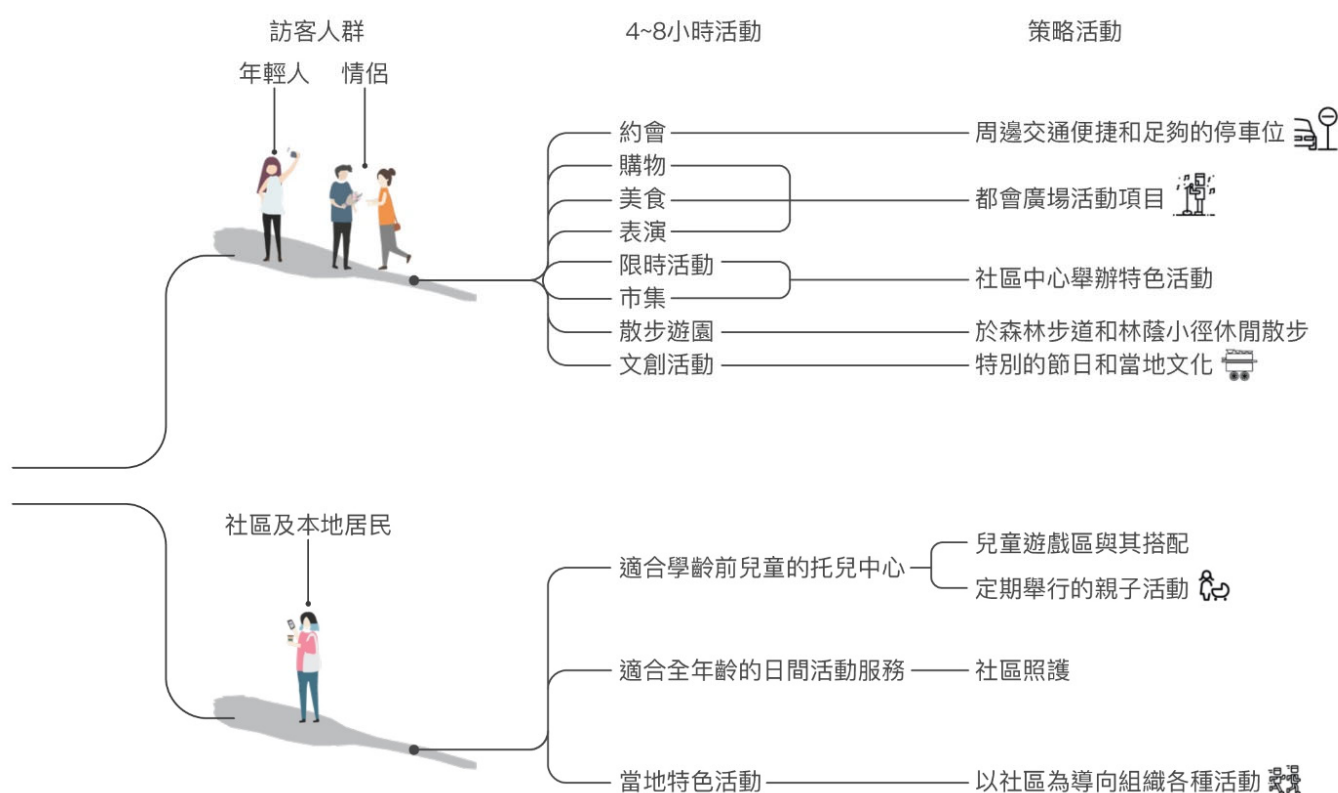 訪客人群
4~8小時活動
策略活動
年輕人
情侶
約會
周邊交通便捷和足夠的停車位
購物
美食
都會廣場活動項目
表演
限時活動
社區中心舉辦特色活動
市集
散步遊園
於森林步道和林蔭小徑休閒散步
文創活動
特別的節日和當地文化
社區及本地居民
適合學齡前兒童的托兒中心
兒童遊戲區與其搭配
定期舉行的親子活動
適合全年齡的日間活動服務
社區照護
當地特色活動
以社區為導向組織各種活動